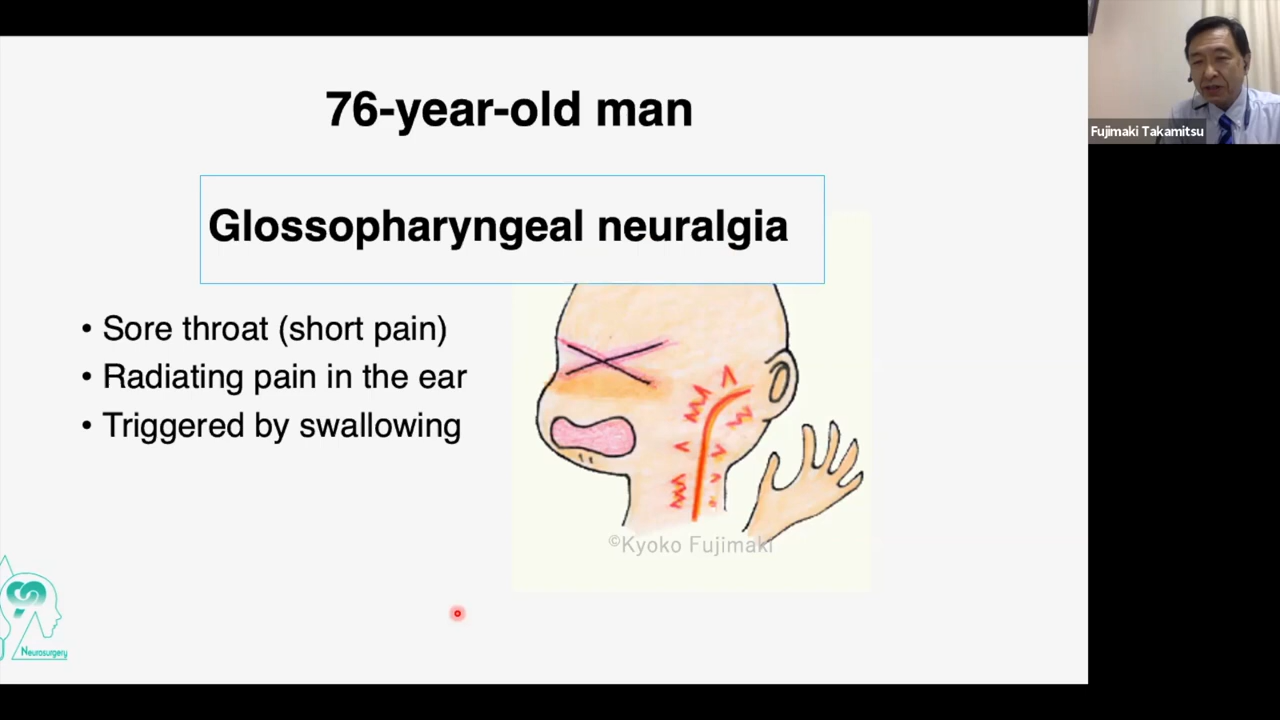 76-year-old man
Glossopharyngeal neuralgia
• Sore throat (short pain)
• Radiating pain in the ear
• Triggered by swallowing
©Kyoko Fujimaki
Neurosurgery
Fujimaki Takamitsu